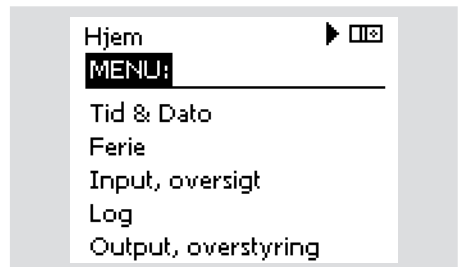 Hjem
MENU:
Tid & Dato
Ferie
Input, oversigt
Log
Output, overstyring